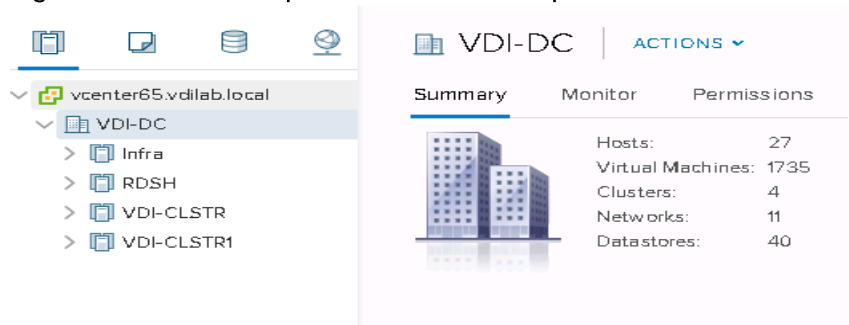 vcenter65.vdilab.local
VDI-DC
Infra
RDSH
VDI-CLSTR
VDI-CLSTR1
VDI-DC ACTIONS
Summary Monitor Permissions
Hosts: 27
Virtual Machines: 1735
Clusters: 4
Networks: 11
Datastores: 40